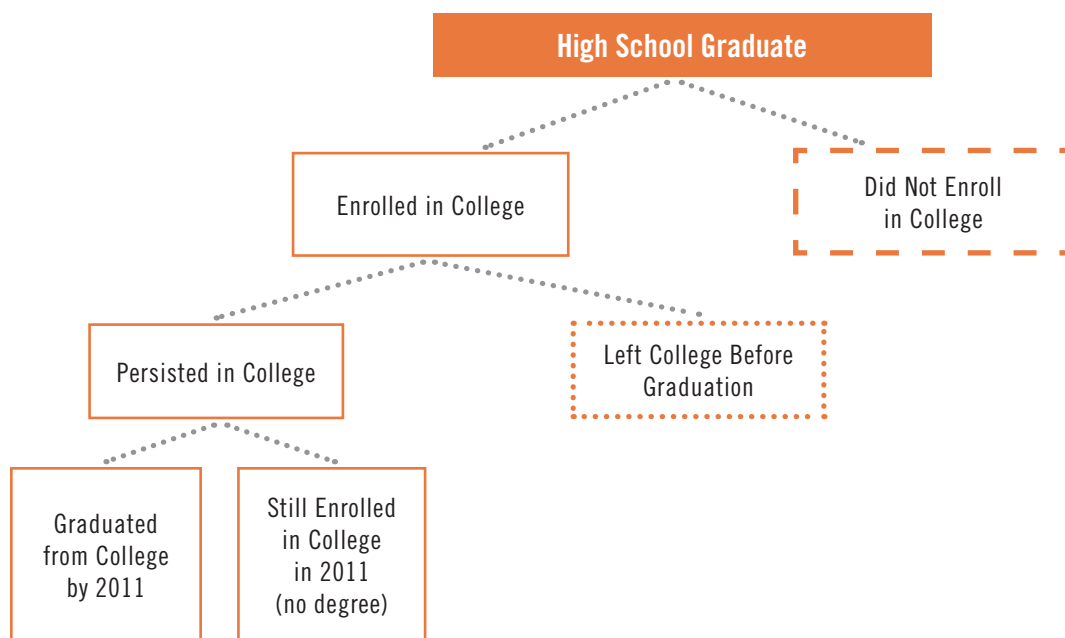 High School Graduate
Enrolled in College
Did Not Enroll
in College
Persisted in College
Left College Before
Graduation
Graduated
from College
by 2011
Still Enrolled
in College
in 2011
(no degree)